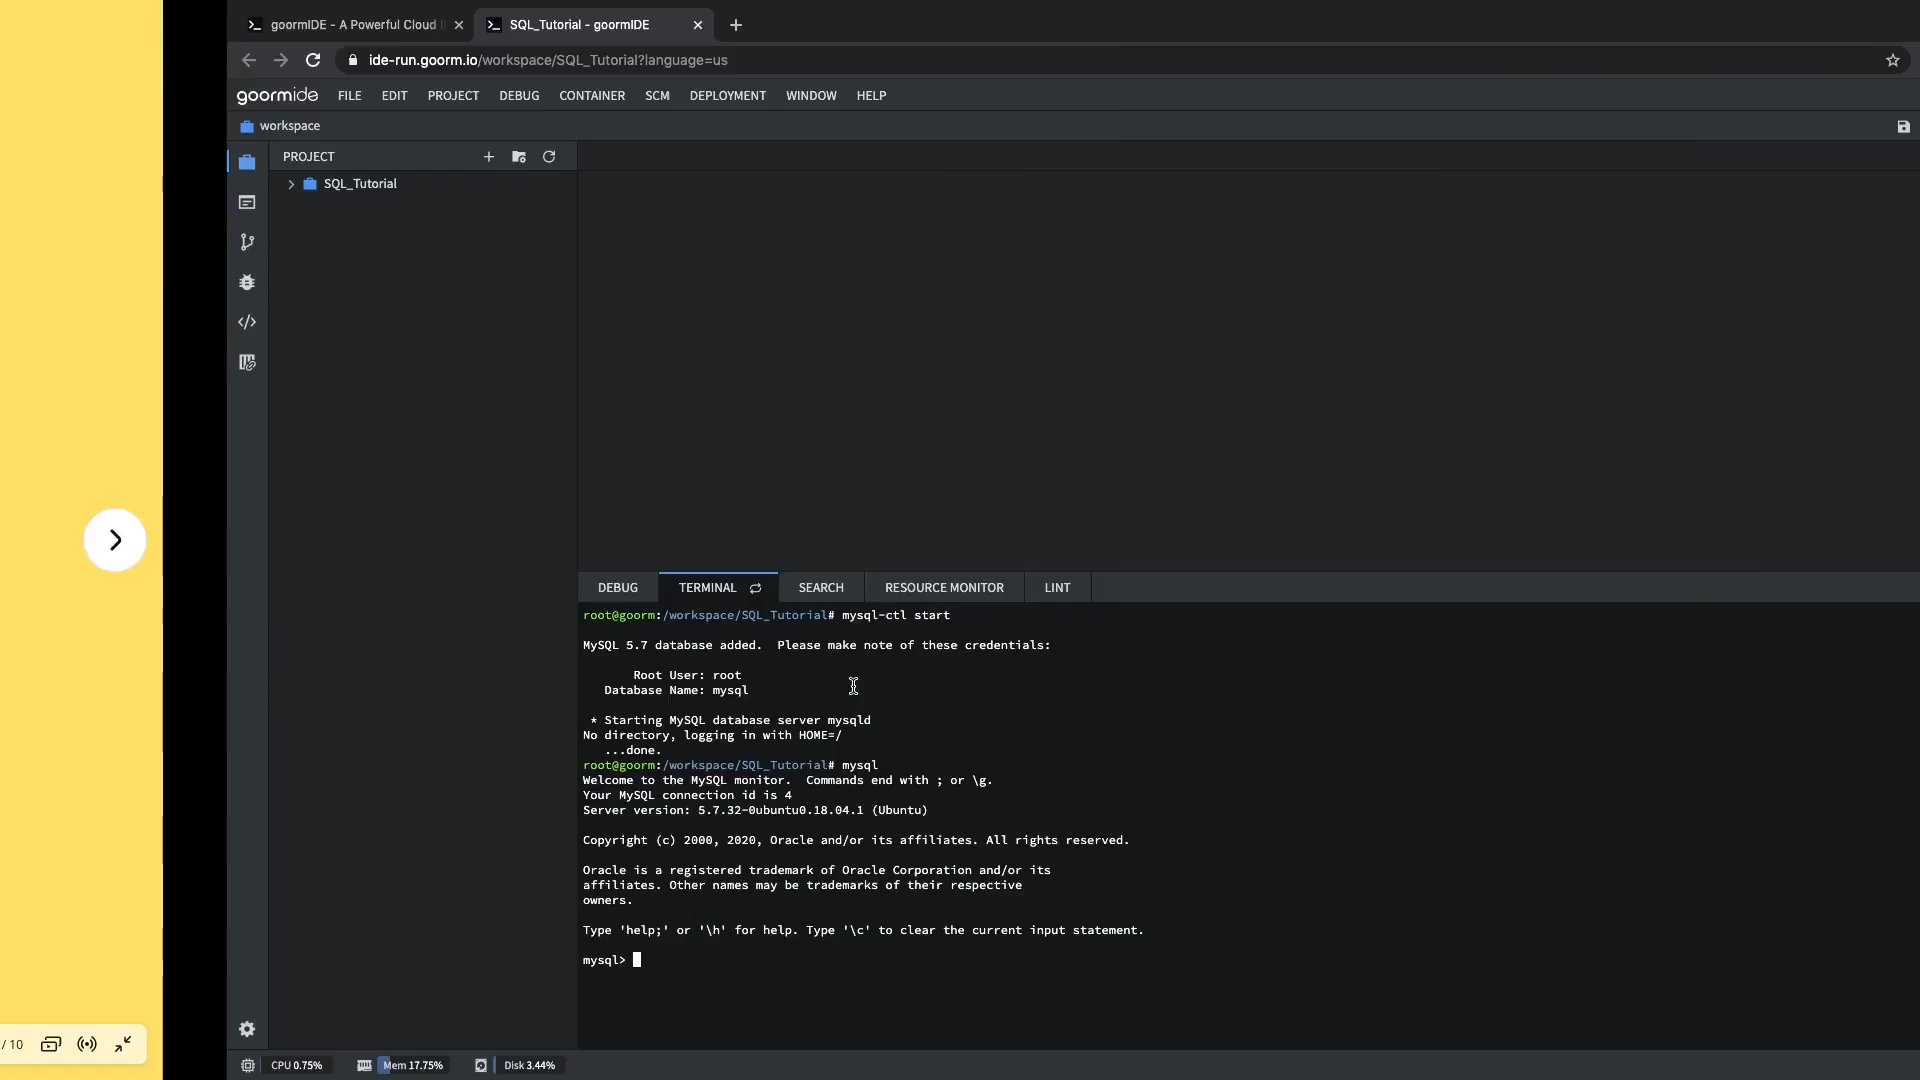 goormIDE - A Powerful Cloud
SQL_Tutorial - goormIDE
ide-run.goorm.io/workspace/SQL_Tutorial?language=us
goormide FILE EDIT PROJECT DEBUG CONTAINER SCM DEPLOYMENT WINDOW HELP
workspace
PROJECT
SQL_Tutorial
DEBUG TERMINAL SEARCH RESOURCE MONITOR LINT
root@goorm:/workspace/SQL_Tutorial# mysql-ctl start
MySQL 5.7 database added.  Please make note of these credentials:
Root User: root
Database Name: mysql
* Starting MySQL database server mysqld
No directory, logging in with HOME=/
...done.
root@goorm:/workspace/SQL_Tutorial# mysql
Welcome to the MySQL monitor.  Commands end with ; or \g.
Your MySQL connection id is 4
Server version: 5.7.32-0ubuntu0.18.04.1 (Ubuntu)
Copyright (c) 2000, 2020, Oracle and/or its affiliates. All rights reserved.
Oracle is a registered trademark of Oracle Corporation and/or its
affiliates. Other names may be trademarks of their respective
owners.
Type 'help;' or '\h' for help. Type '\c' to clear the current input statement.
mysql>
/ 10
CPU 0.75% Mem 17.75% Disk 3.44%